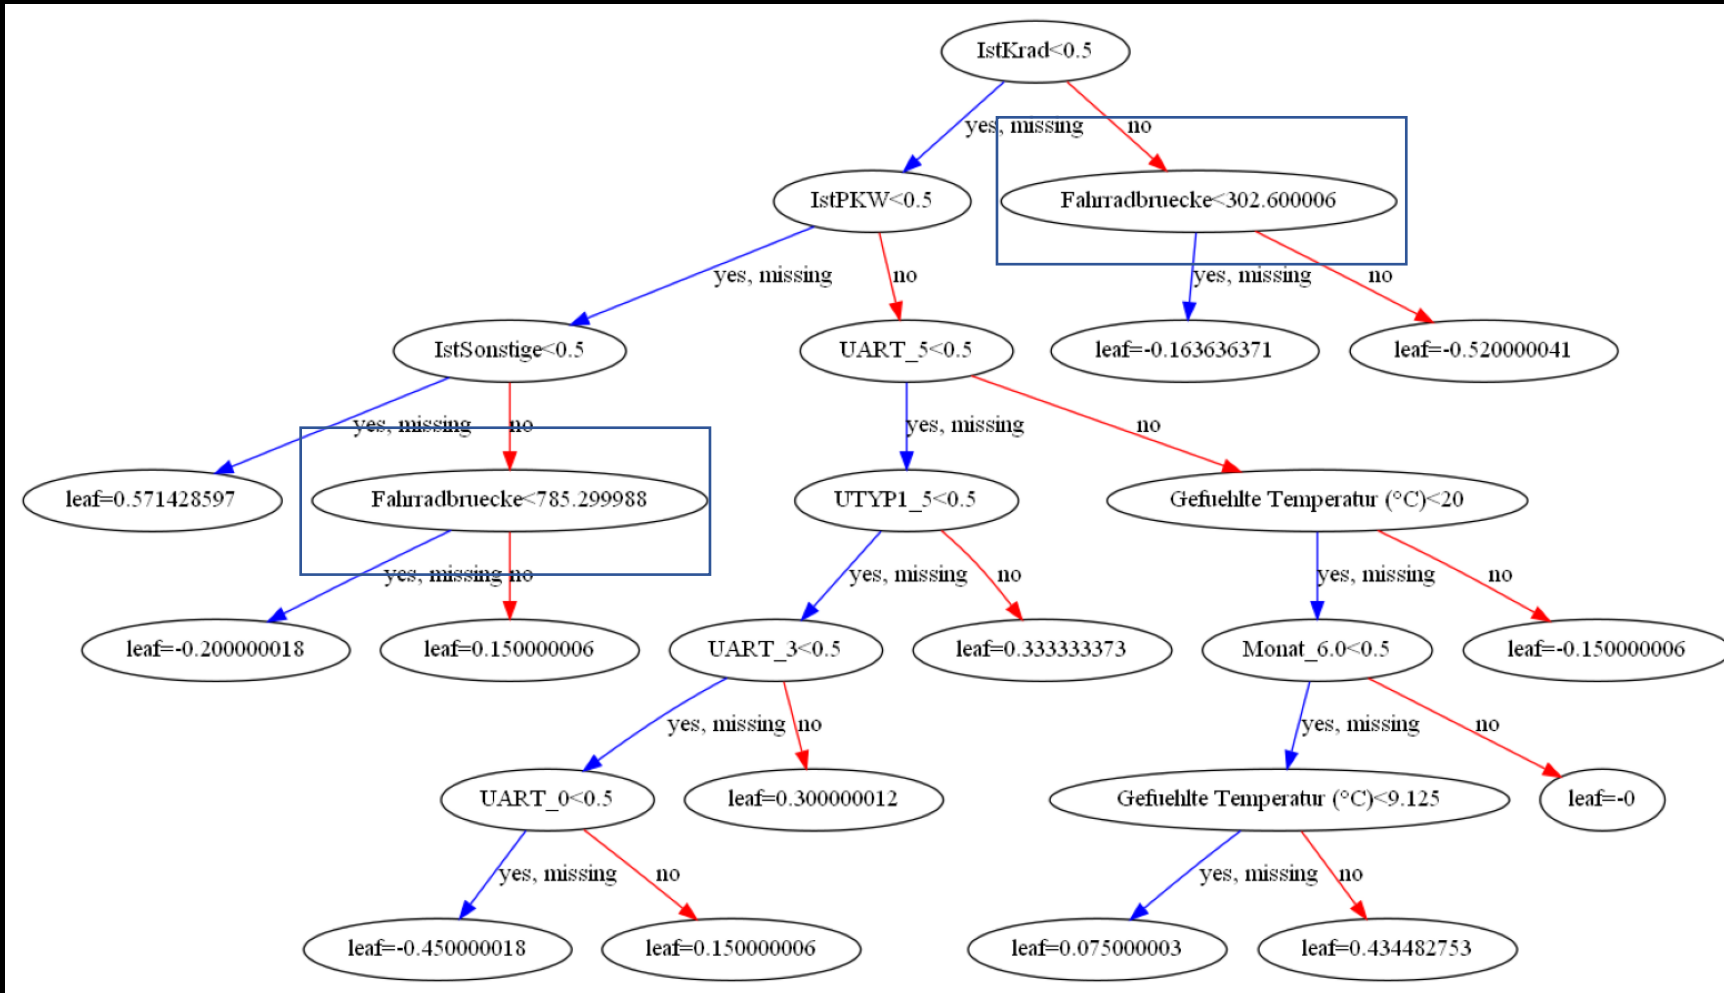 IstKrad<0.5
yes, missing
no
IstPKW<0.5
Fahrradbruecke<302.600006
yes, missing
no
yes, missing
no
IstSonstige<0.5
UART_5<0.5
leaf=-0.163636371
leaf=-0.520000041
yes, missing
no
yes, missing
no
leaf=0.571428597
Fahrradbruecke<785.299988
UTYP1_5<0.5
Gefuehlte Temperatur (°C)<20
yes, missing
no
yes, missing
no
yes, missing
no
leaf=-0.200000018
leaf=0.150000006
UART_3<0.5
leaf=0.333333373
Monat_6.0<0.5
leaf=-0.150000006
yes, missing
no
yes, missing
no
UART_0<0.5
leaf=0.300000012
Gefuehlte Temperatur (°C)<9.125
leaf=-0
yes, missing
no
yes, missing
no
leaf=-0.450000018
leaf=0.150000006
leaf=0.075000003
leaf=0.434482753